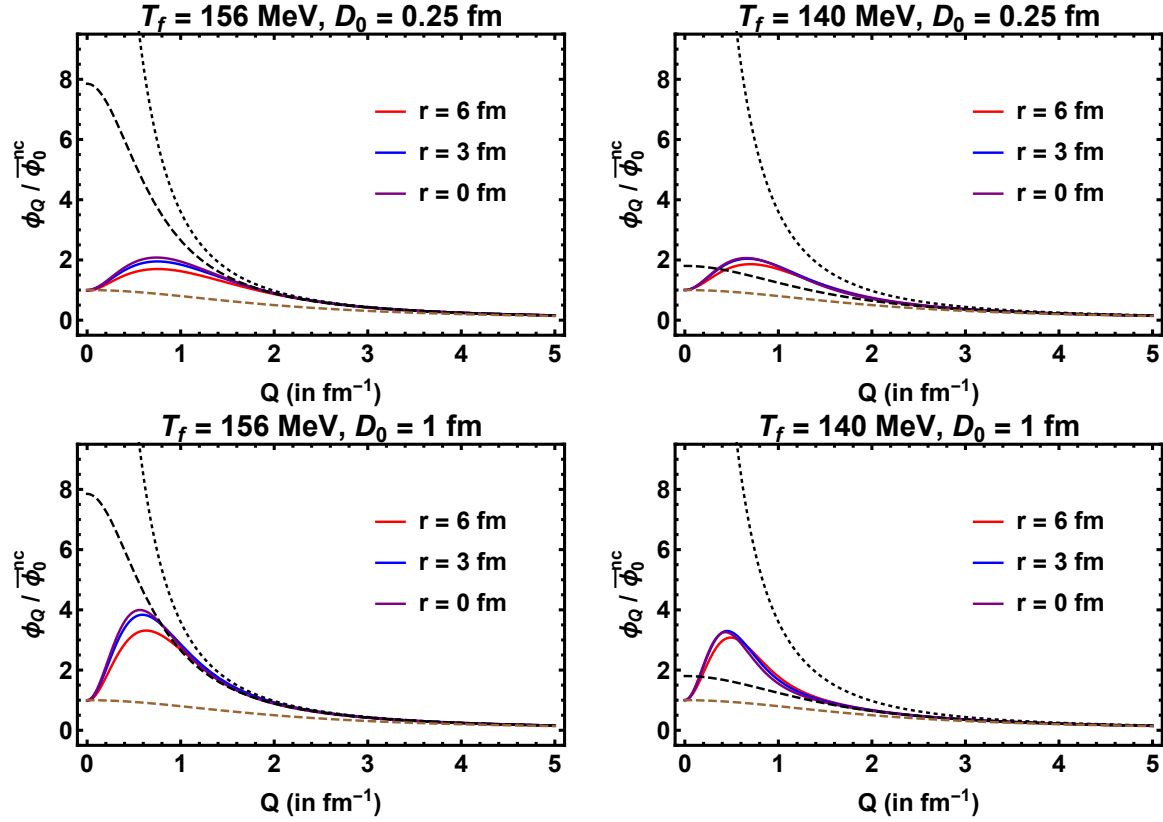 T_f = 156 MeV, D_0 = 0.25 fm
ϕ_Q / ϕ̅_0^nc
8
6
4
2
0
r = 6 fm
r = 3 fm
r = 0 fm
0 1 2 3 4 5
Q (in fm⁻¹)
T_f = 140 MeV, D_0 = 0.25 fm
ϕ_Q / ϕ̅_0^nc
8
6
4
2
0
r = 6 fm
r = 3 fm
r = 0 fm
0 1 2 3 4 5
Q (in fm⁻¹)
T_f = 156 MeV, D_0 = 1 fm
ϕ_Q / ϕ̅_0^nc
8
6
4
2
0
r = 6 fm
r = 3 fm
r = 0 fm
0 1 2 3 4 5
Q (in fm⁻¹)
T_f = 140 MeV, D_0 = 1 fm
ϕ_Q / ϕ̅_0^nc
8
6
4
2
0
r = 6 fm
r = 3 fm
r = 0 fm
0 1 2 3 4 5
Q (in fm⁻¹)